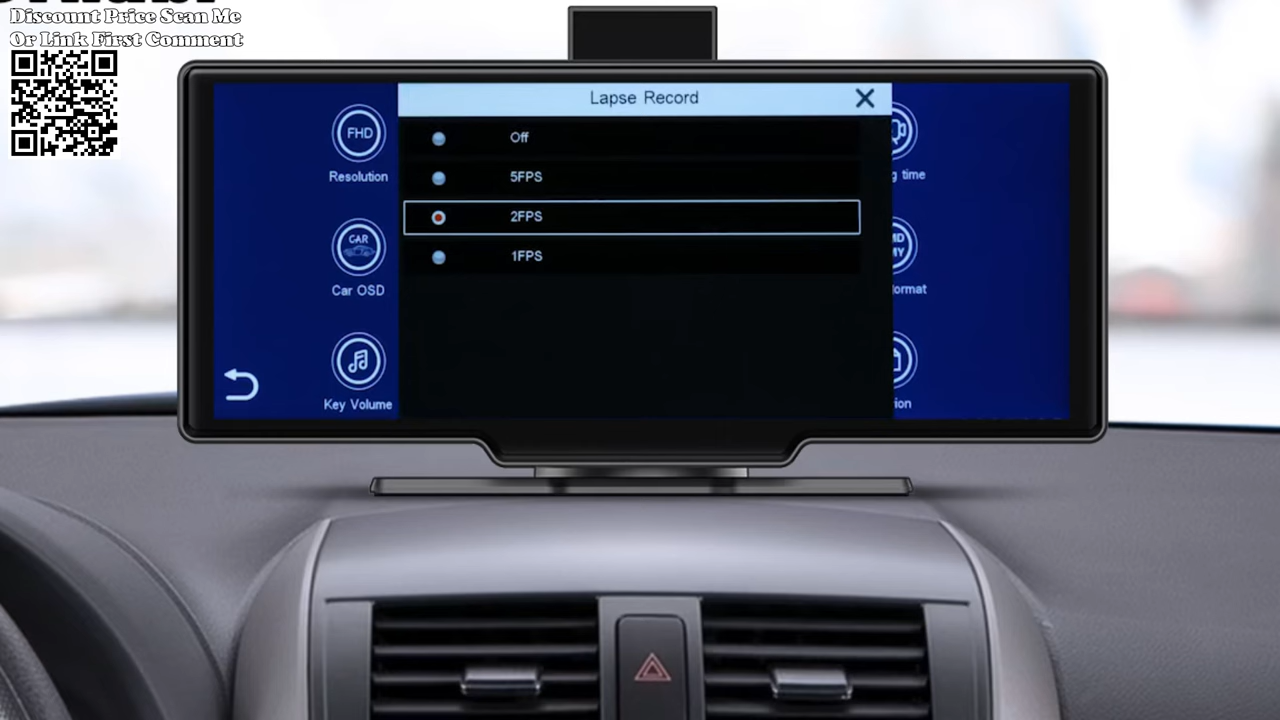 Discount Price Scan Me
Or Link First Comment
Lapse Record
FHD
Resolution
Off
5FPS
2FPS
1FPS
g time
CAR
Car OSD
ormat
Key Volume
ion